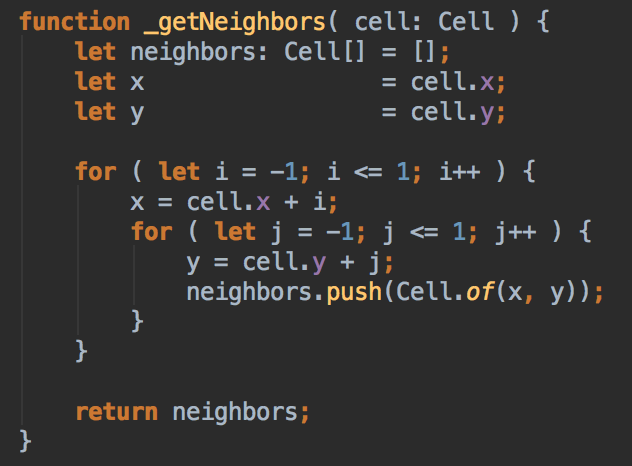 function _getNeighbors( cell: Cell ) {
    let neighbors: Cell[] = [];
    let x                 = cell.x;
    let y                 = cell.y;

    for ( let i = -1; i <= 1; i++ ) {
        x = cell.x + i;
        for ( let j = -1; j <= 1; j++ ) {
            y = cell.y + j;
            neighbors.push(Cell.of(x, y));
        }
    }

    return neighbors;
}